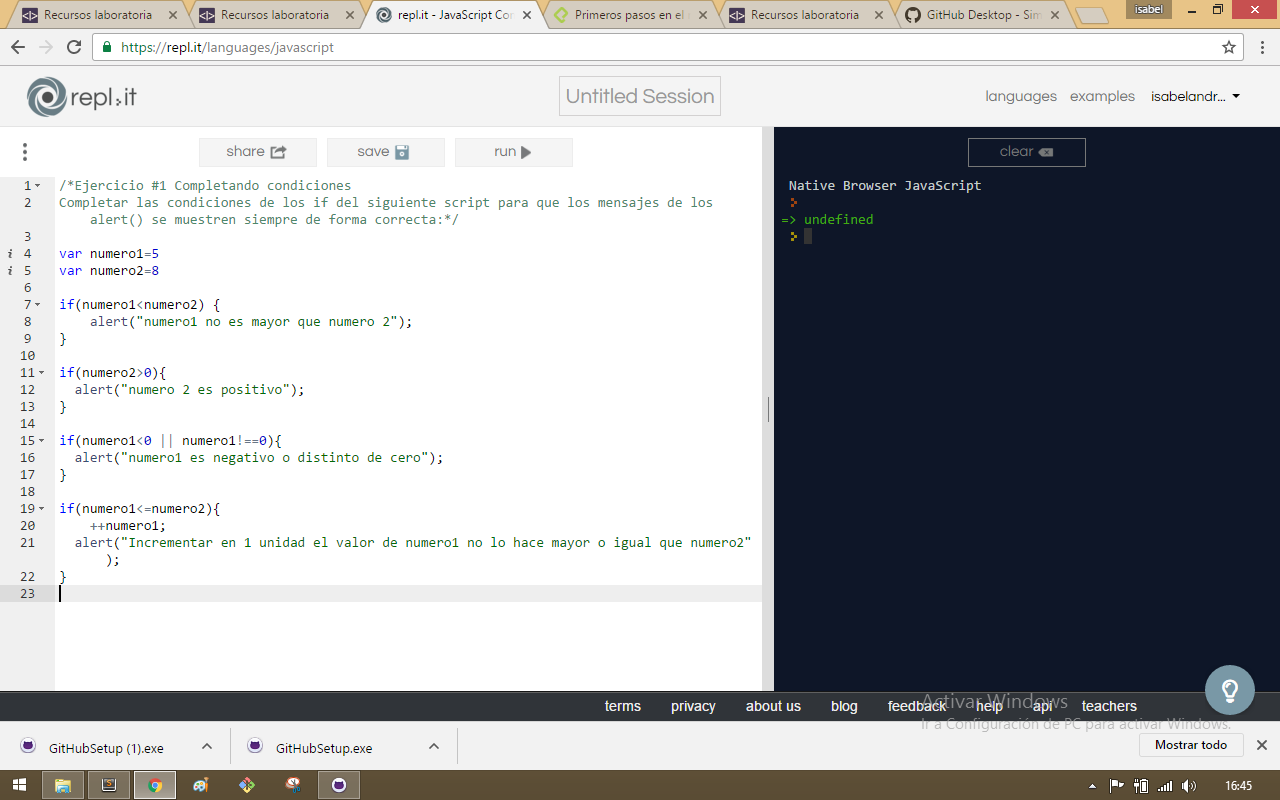 Recursos laboratoria
Recursos laboratoria
repl.it - JavaScript Con
Primeros pasos en el
Recursos laboratoria
GitHub Desktop - Sim
isabel
https://repl.it/languages/javascript
repl.it
Untitled Session
languages examples isabelandr...
share save run
clear
1 /*Ejercicio #1 Completando condiciones
2 Completar las condiciones de los if del siguiente script para que los mensajes de los
alert() se muestren siempre de forma correcta:*/
3
i 4 var numero1=5
i 5 var numero2=8
6
7 if(numero1<numero2) {
8 alert("numero1 no es mayor que numero 2");
9 }
10
11 if(numero2>0){
12 alert("numero 2 es positivo");
13 }
14
15 if(numero1<0 || numero1!==0){
16 alert("numero1 es negativo o distinto de cero");
17 }
18
19 if(numero1<=numero2){
20 ++numero1;
21 alert("Incrementar en 1 unidad el valor de numero1 no lo hace mayor o igual que numero2"
);
22 }
23
Native Browser JavaScript
=> undefined
Activar Windows
Ir a Configuración de PC para activar Windows.
terms privacy about us blog feedback help api teachers
GitHubSetup (1).exe
GitHubSetup.exe
Mostrar todo
16:45